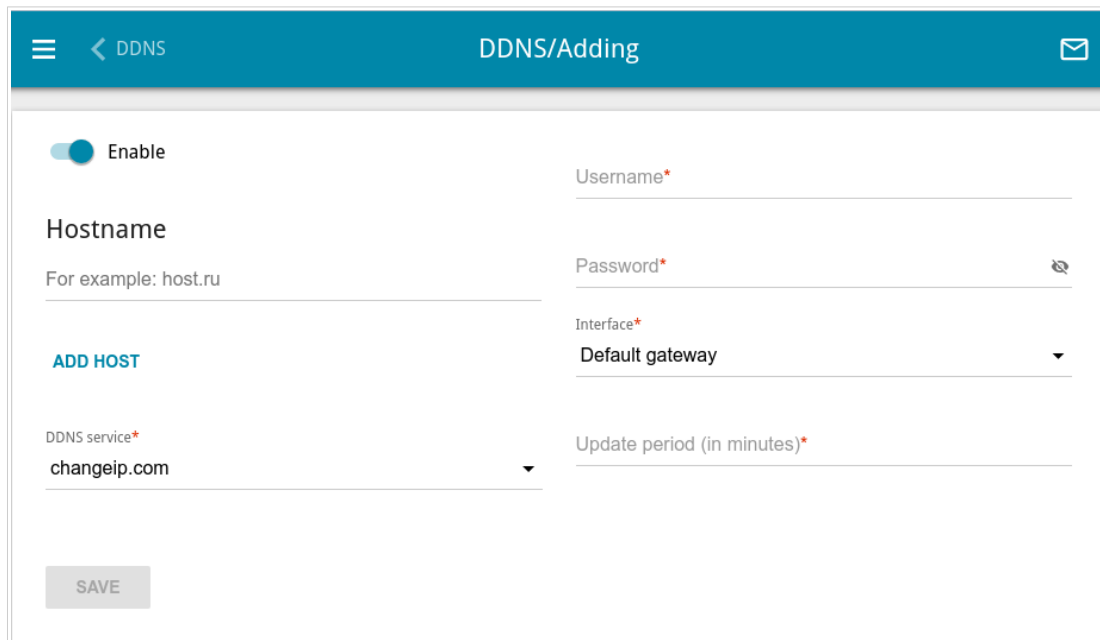 DDNS
DDNS/Adding
Enable
Hostname
For example: host.ru
ADD HOST
DDNS service*
changeip.com
SAVE
Username*
Password*
Interface*
Default gateway
Update period (in minutes)*